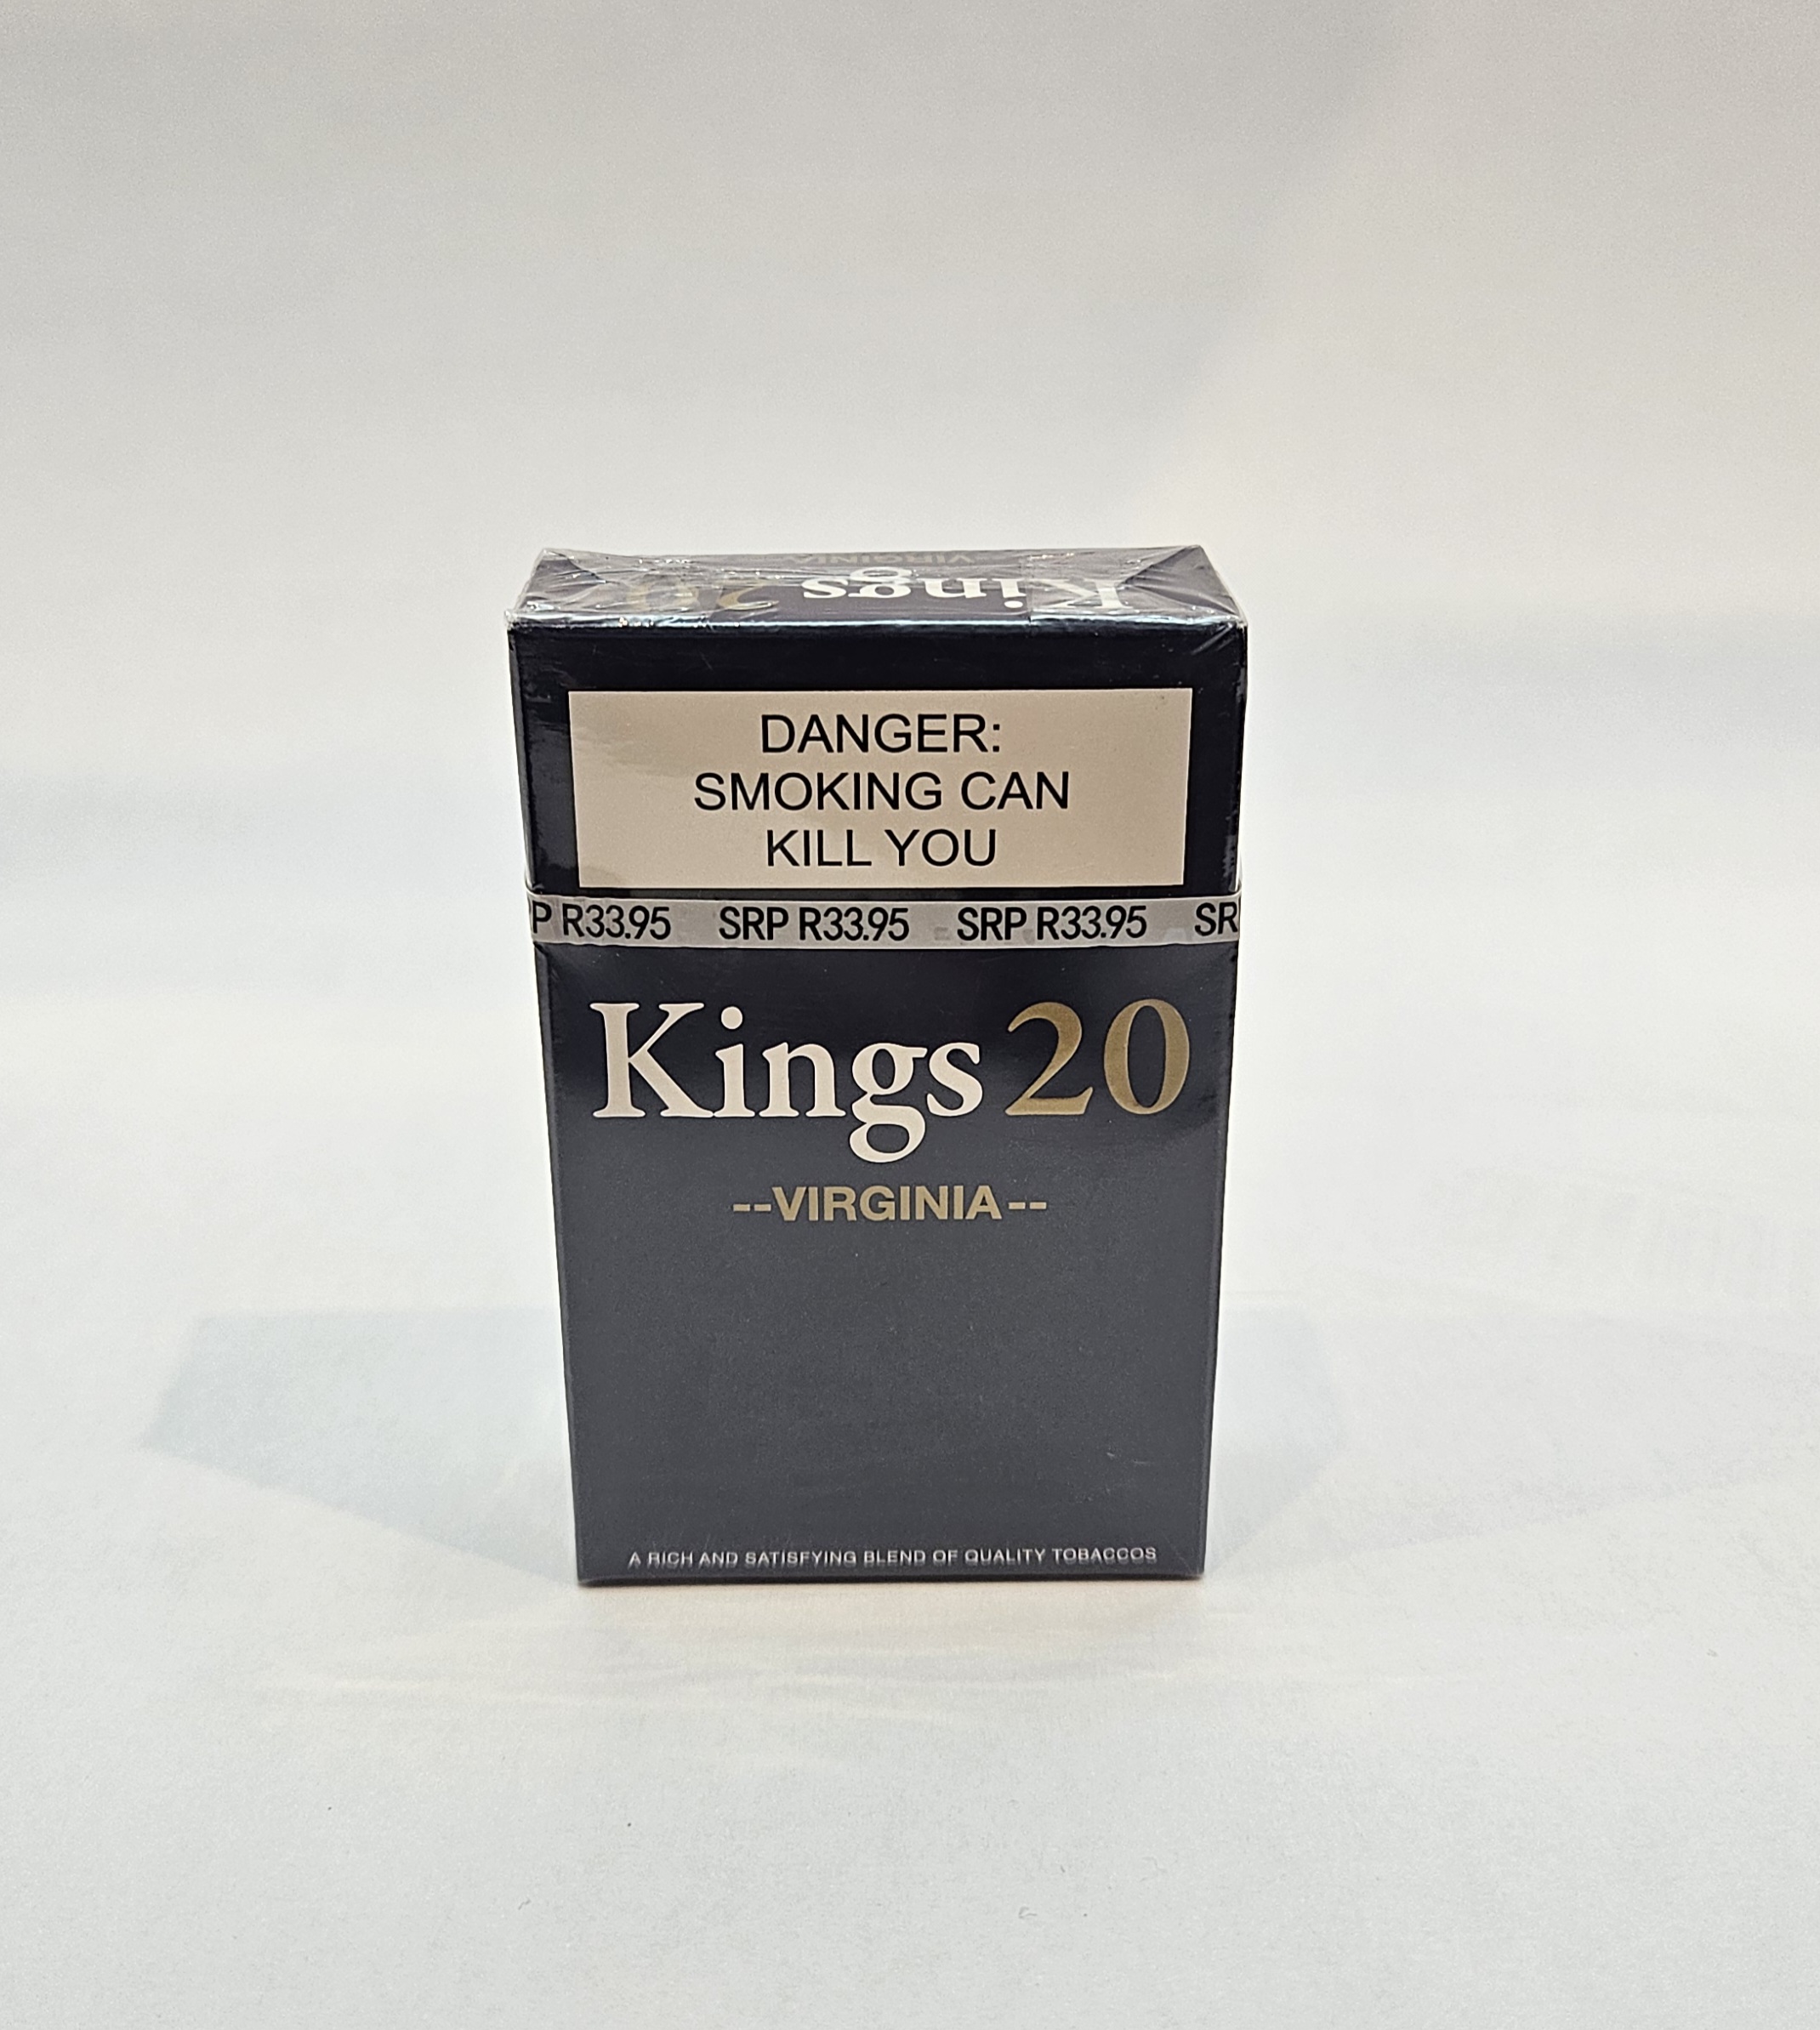 VIRGINIA
Kings 20
DANGER:
SMOKING CAN
KILL YOU
P R33.95 SRP R33.95 SRP R33.95 SR
Kings 20
--VIRGINIA--
A RICH AND SATISFYING BLEND OF QUALITY TOBACCOS